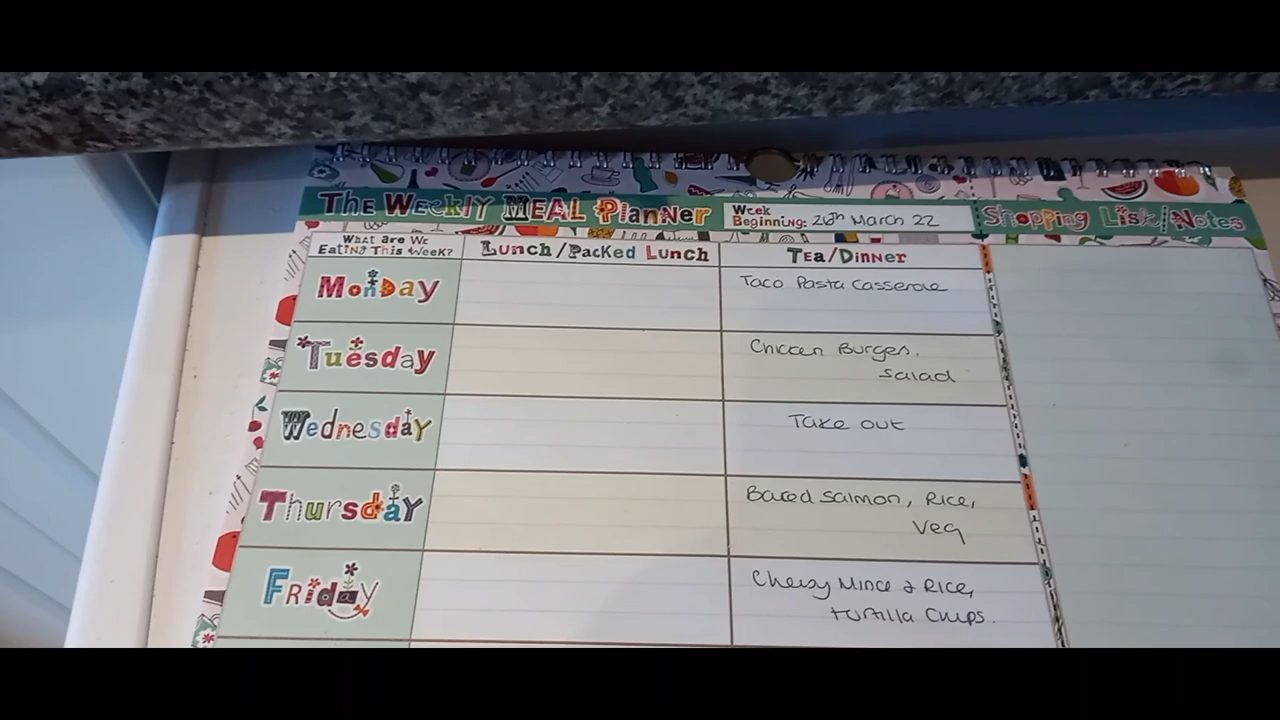 The Weekly MEAL Planner
Week Beginning: 26th March 22
Shopping List/Notes
What are We Eating This Week?
Lunch/Packed Lunch
Tea/Dinner
Monday
Taco Pasta Casserole
Tuesday
Chicken Burges,
salad
Wednesday
Take out
Thursday
Baked Salmon, Rice,
Veg
Friday
Cheesy Mince & Rice,
tortilla Chips.